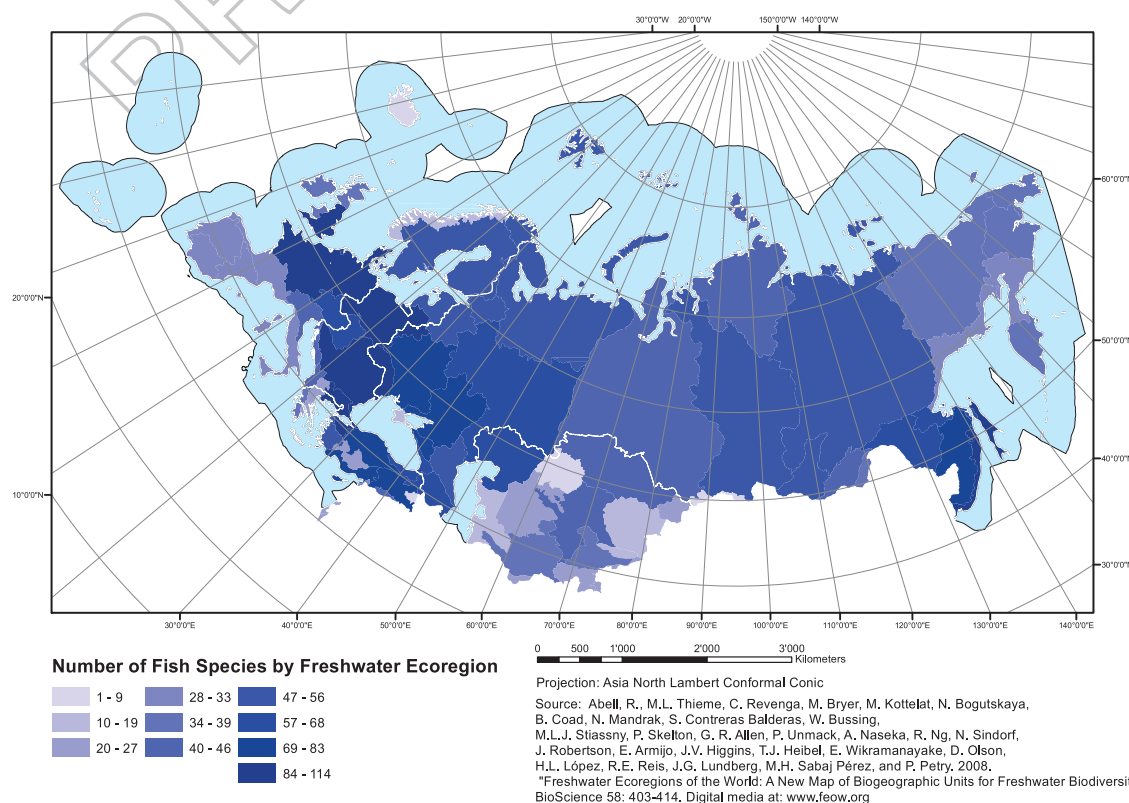 30°0'0"W 20°0'0"W 150°0'0"W 140°0'0"W
60°0'0"N
20°0'0"N
50°0'0"N
40°0'0"N
10°0'0"N
30°0'0"N
30°0'0"E 40°0'0"E 50°0'0"E 60°0'0"E 70°0'0"E 80°0'0"E 90°0'0"E 100°0'0"E 110°0'0"E 120°0'0"E 130°0'0"E 140°0'0"E
Number of Fish Species by Freshwater Ecoregion
1 - 9 28 - 33 47 - 56
10 - 19 34 - 39 57 - 68
20 - 27 40 - 46 69 - 83
84 - 114
0 500 1'000 2'000 3'000
Kilometers
Projection: Asia North Lambert Conformal Conic
Source: Abell, R., M.L. Thieme, C. Revenga, M. Bryer, M. Kottelat, N. Bogutskaya,
B. Coad, N. Mandrak, S. Contreras Balderas, W. Bussing,
M.L.J. Stiassny, P. Skelton, G. R. Allen, P. Unmack, A. Naseka, R. Ng, N. Sindorf,
J. Robertson, E. Armijo, J.V. Higgins, T.J. Heibel, E. Wikramanayake, D. Olson,
H.L. López, R.E. Reis, J.G. Lundberg, M.H. Sabaj Pérez, and P. Petry. 2008.
"Freshwater Ecoregions of the World: A New Map of Biogeographic Units for Freshwater Biodiversi
BioScience 58: 403-414, Digital media at: www.feow.org